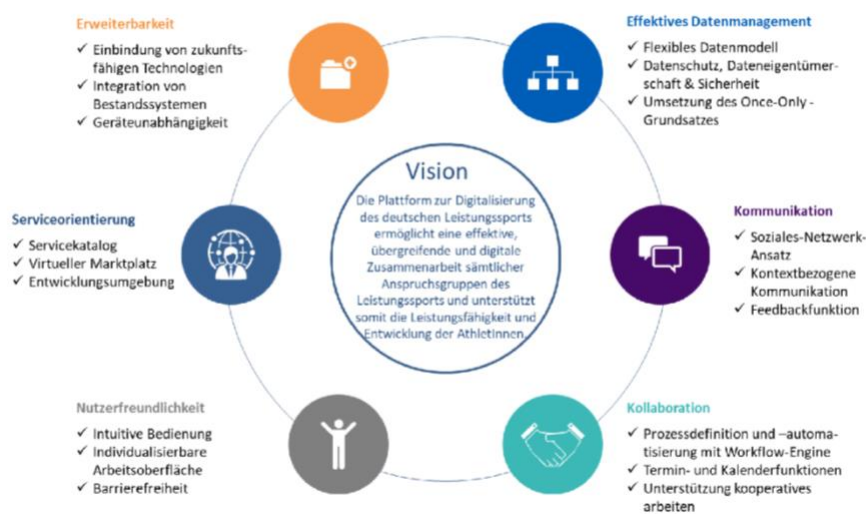 Erweiterbarkeit
✓ Einbindung von zukunfts-
fähigen Technologien
✓ Integration von
Bestandssystemen
✓ Geräteunabhängigkeit
Effektives Datenmanagement
✓ Flexibles Datenmodell
✓ Datenschutz, Dateneigentümer-
schaft & Sicherheit
✓ Umsetzung des Once-Only -
Grundsatzes
Serviceorientierung
✓ Servicekatalog
✓ Virtueller Marktplatz
✓ Entwicklungsumgebung
Vision
Die Plattform zur Digitalisierung
des deutschen Leistungssports
ermöglicht eine effektive,
übergreifende und digitale
Zusammenarbeit sämtlicher
Anspruchsgruppen des
Leistungssports und unterstützt
somit die Leistungsfähigkeit und
Entwicklung der AthletInnen.
Kommunikation
✓ Soziales-Netzwerk-
Ansatz
✓ Kontextbezogene
Kommunikation
✓ Feedbackfunktion
Nutzerfreundlichkeit
✓ Intuitive Bedienung
✓ Individualisierbare
Arbeitsoberfläche
✓ Barrierefreiheit
Kollaboration
✓ Prozessdefinition und –automa-
tisierung mit Workflow-Engine
✓ Termin- und Kalenderfunktionen
✓ Unterstützung kooperatives
arbeiten